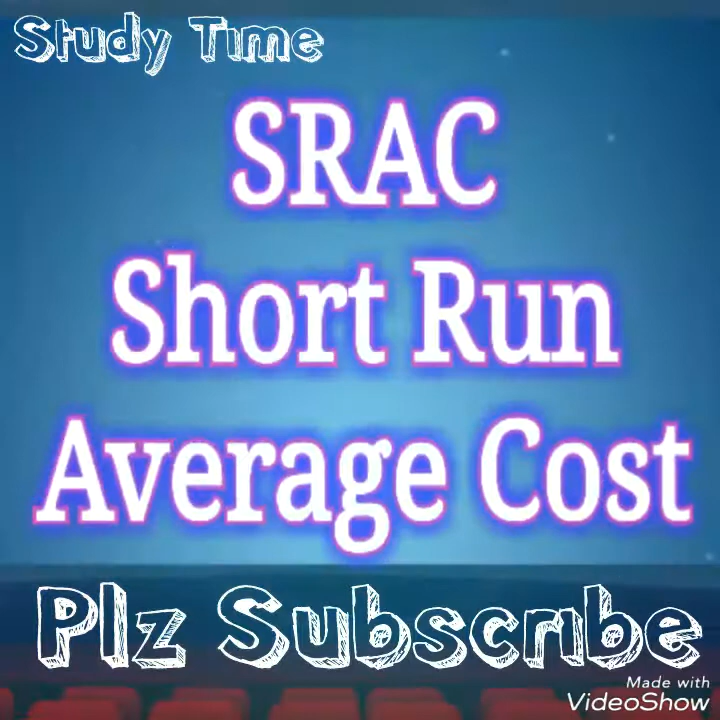 Study Time
SRAC
Short Run
Average Cost
Plz Subscribe
Made with
VideoShow